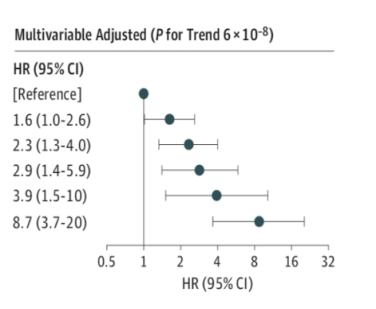 Multivariable Adjusted (P for Trend 6 × 10⁻⁸)
HR (95% CI)
[Reference]
1.6 (1.0-2.6)
2.3 (1.3-4.0)
2.9 (1.4-5.9)
3.9 (1.5-10)
8.7 (3.7-20)
0.5 1 2 4 8 16 32
HR (95% CI)